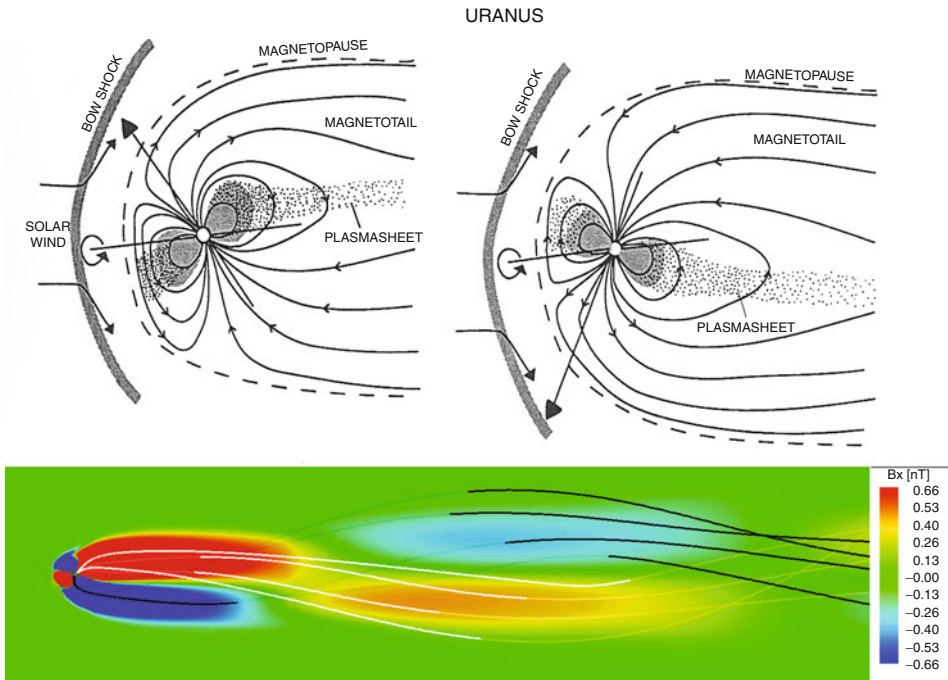 URANUS
BOW SHOCK
MAGNETOPAUSE
MAGNETOTAIL
SOLAR
WIND
PLASMASHEET
BOW SHOCK
MAGNETOPAUSE
MAGNETOTAIL
PLASMASHEET
Bx [nT]
0.66
0.53
0.40
0.26
0.13
−0.00
−0.13
−0.26
−0.40
−0.53
−0.66